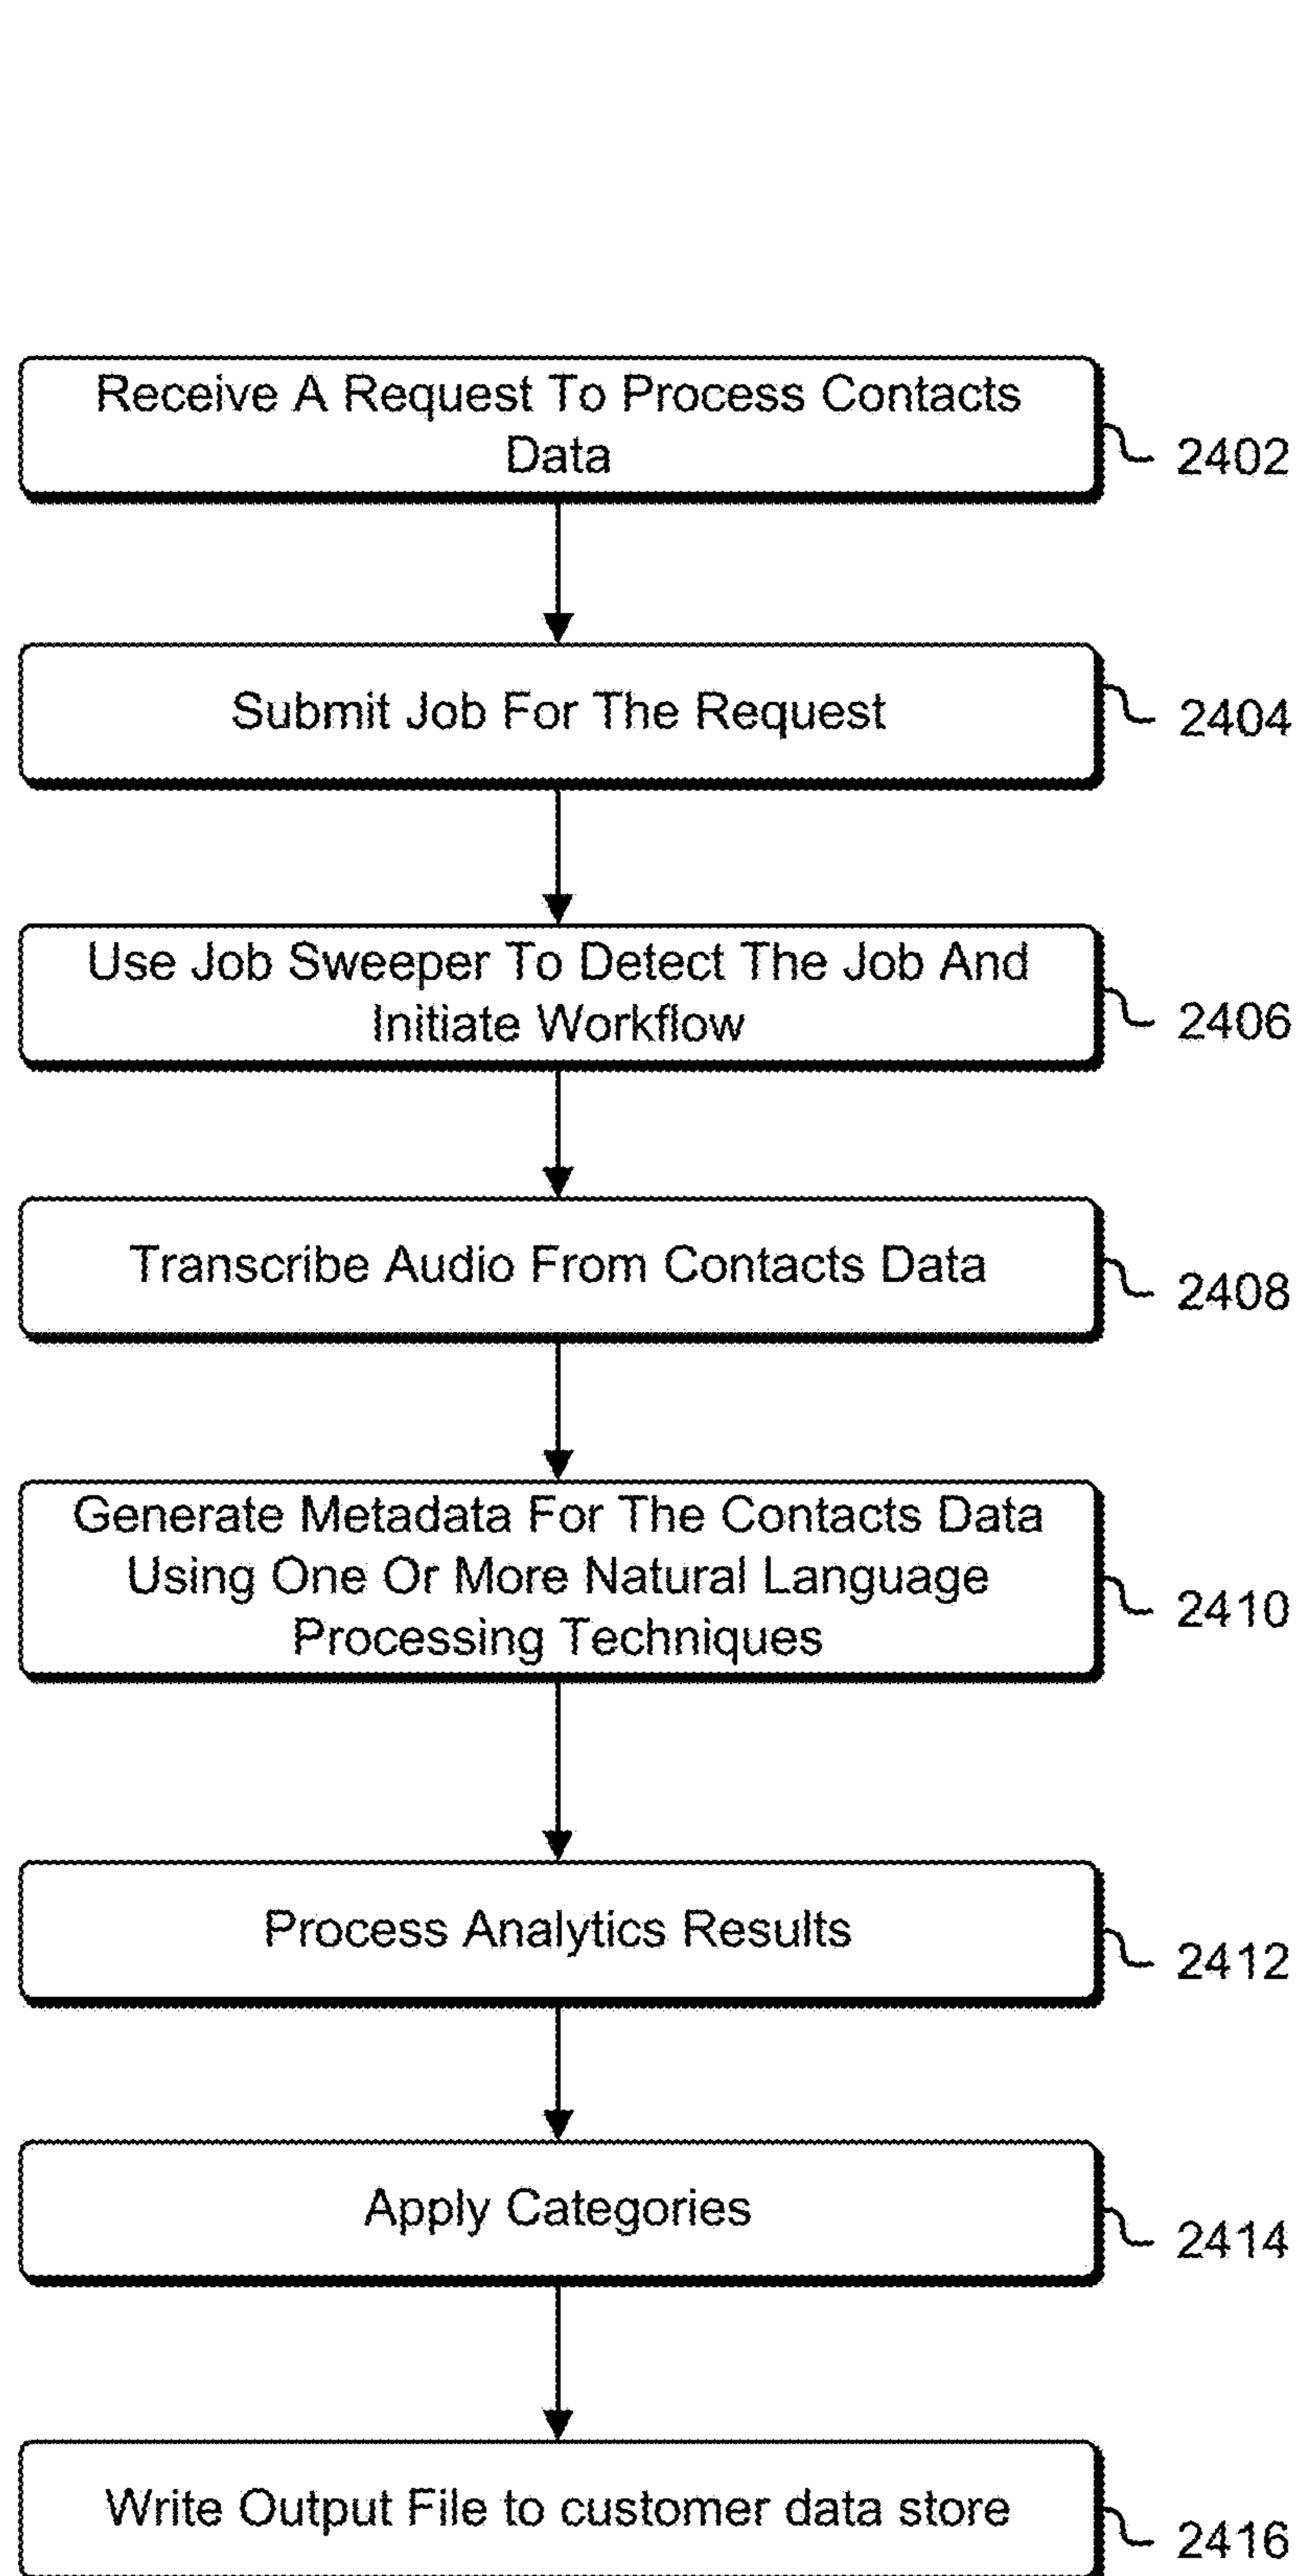 Receive A Request To Process Contacts
Data
2402
Submit Job For The Request
2404
Use Job Sweeper To Detect The Job And
Initiate Workflow
2406
Transcribe Audio From Contacts Data
2408
Generate Metadata For The Contacts Data
Using One Or More Natural Language
Processing Techniques
2410
Process Analytics Results
2412
Apply Categories
2414
Write Output File to customer data store
2416